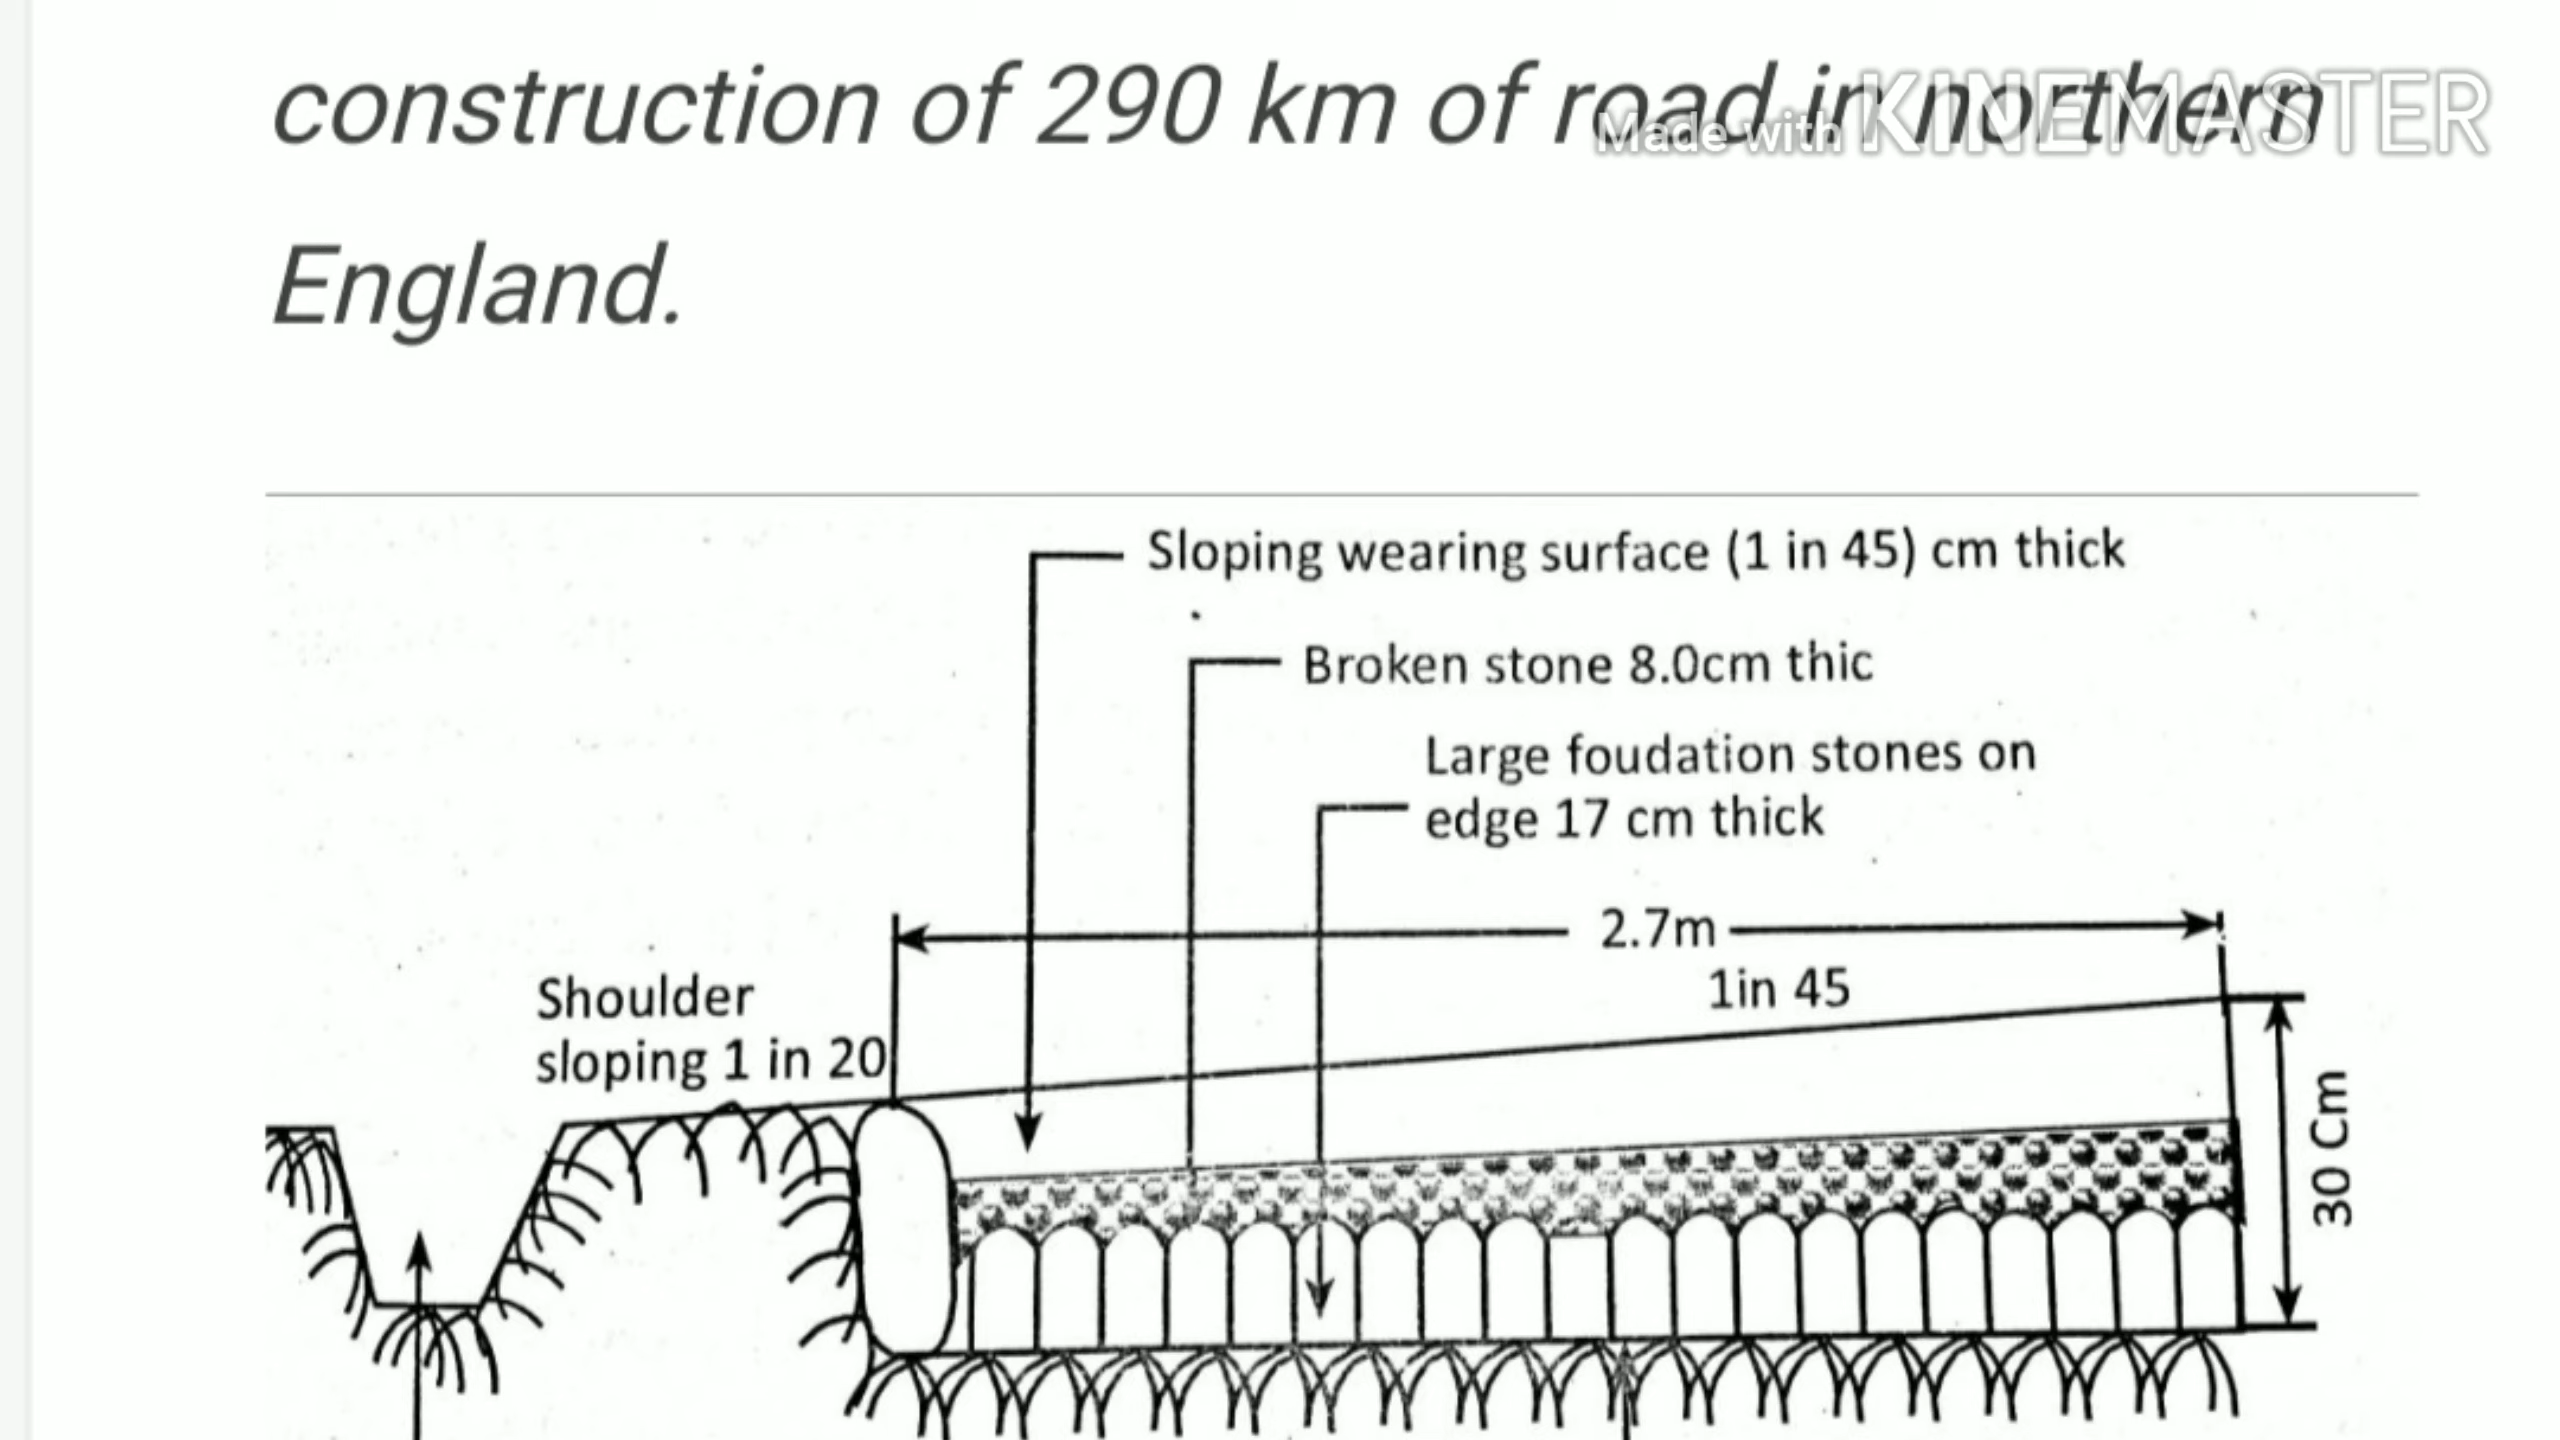 construction of 290 km of road in northern
Made with KINEMASTER
England.
Sloping wearing surface (1 in 45) cm thick
Broken stone 8.0cm thic
Large foudation stones on
edge 17 cm thick
2.7m
1in 45
Shoulder
sloping 1 in 20
30 Cm